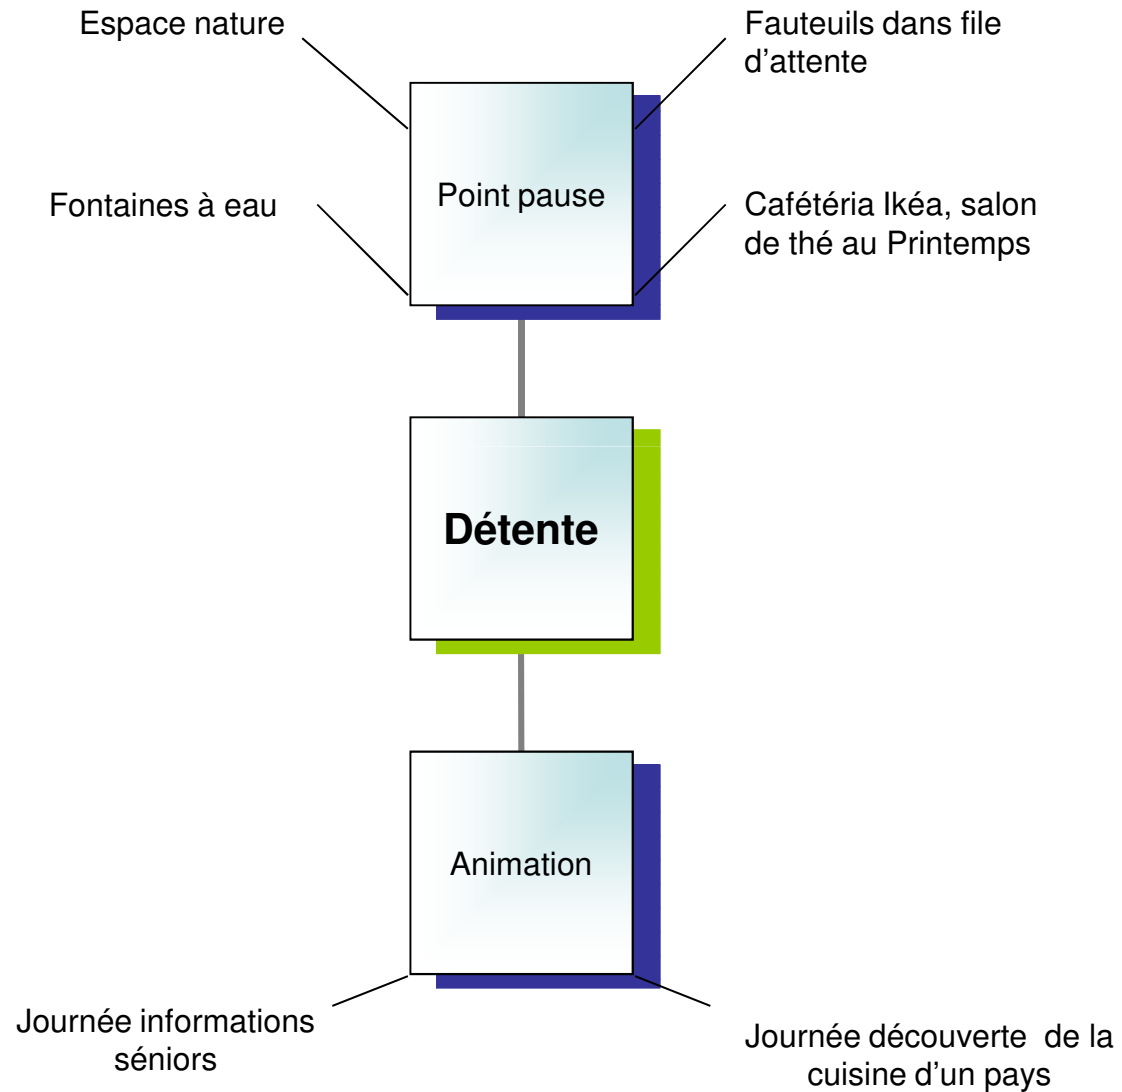 Espace nature
Fauteuils dans file
d’attente
Point pause
Fontaines à eau
Cafétéria Ikéa, salon
de thé au Printemps
Détente
Animation
Journée informations
séniors
Journée découverte de la
cuisine d’un pays